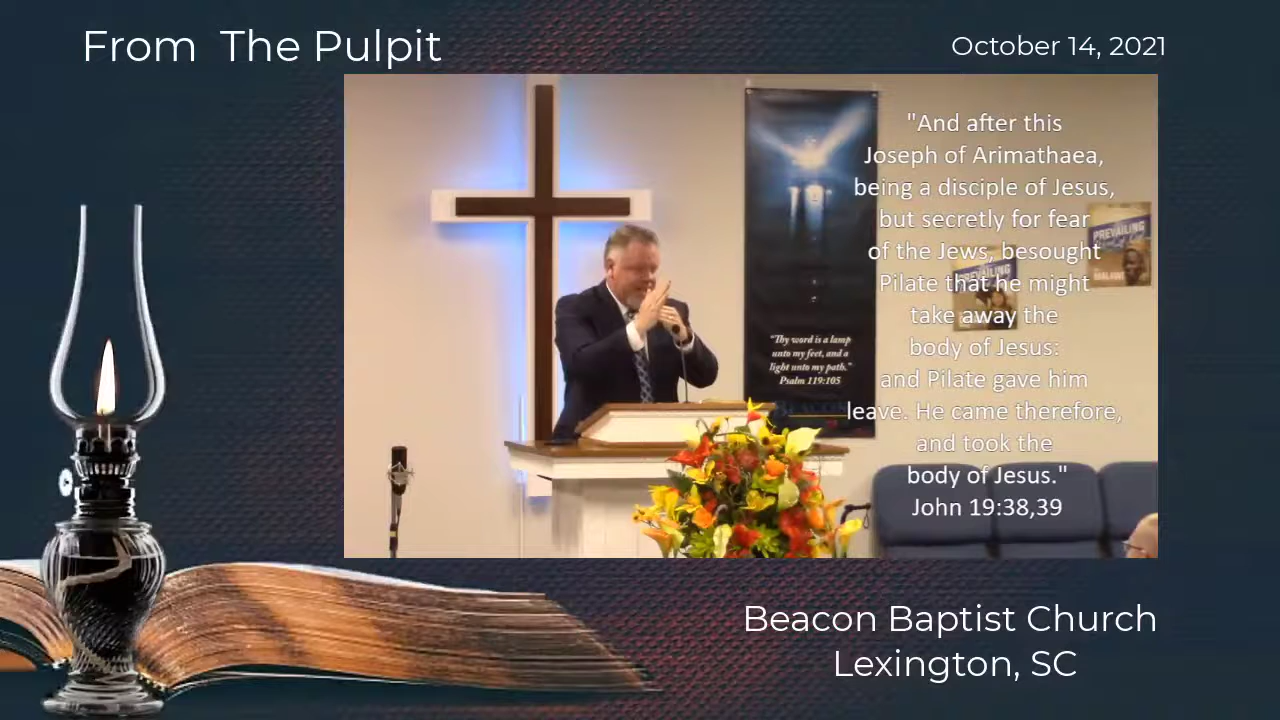 From The Pulpit
October 14, 2021
"And after this
Joseph of Arimathaea,
being a disciple of Jesus,
but secretly for fear
of the Jews, besought
Pilate that he might
take away the
body of Jesus:
and Pilate gave him
leave. He came therefore,
and took the
body of Jesus."
John 19:38,39
PREVAILING
PREVAILING
"Thy word is a lamp
unto my feet, and a
light unto my path."
Psalm 119:105
BEACON
Beacon Baptist Church
Lexington, SC